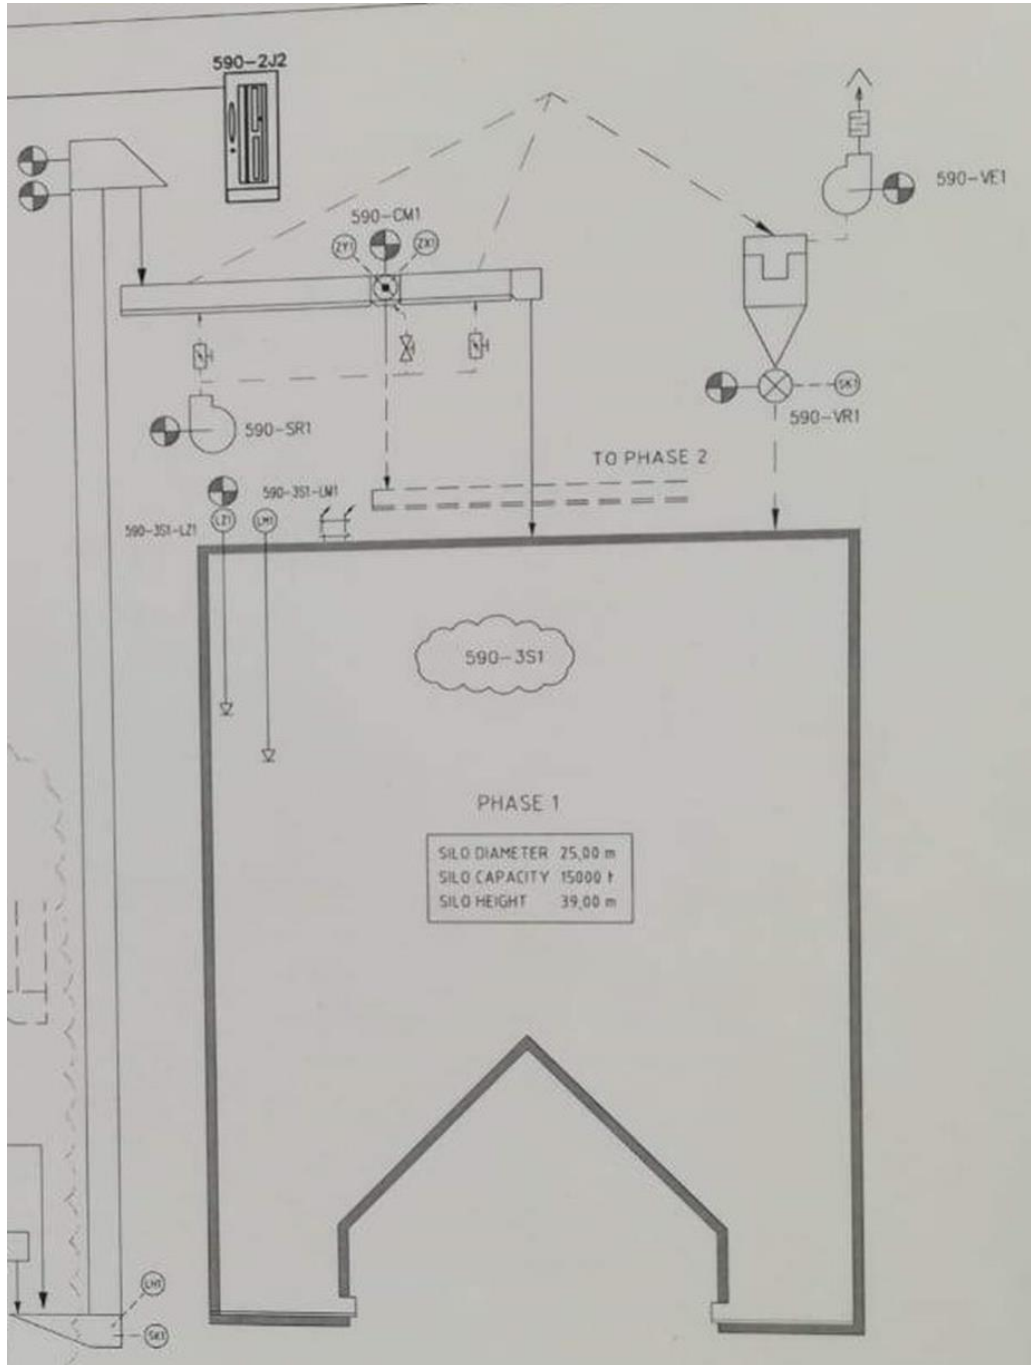 590-2J2
590-VE1
590-CM1
ZY1
ZX1
SK1
590-VR1
590-SR1
TO PHASE 2
590-3S1-LM1
590-3S1-LZ1
LZ1
LM1
590-3S1
PHASE 1
SILO DIAMETER 25,00 m
SILO CAPACITY 15000 t
SILO HEIGHT 39,00 m
LH1
SK1